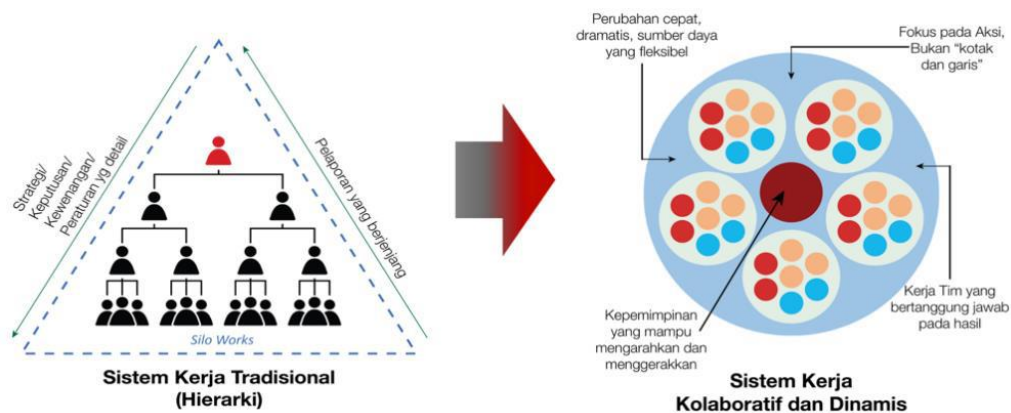 Strategi/
Keputusan/
Kewenangan/
Peraturan yg detail
Pelaporan yang berjenjang
Silo Works
Sistem Kerja Tradisional
(Hierarki)
Perubahan cepat,
dramatis, sumber daya
yang fleksibel
Fokus pada Aksi,
Bukan “kotak
dan garis”
Kepemimpinan
yang mampu
mengarahkan dan
menggerakkan
Kerja Tim yang
bertanggung jawab
pada hasil
Sistem Kerja
Kolaboratif dan Dinamis